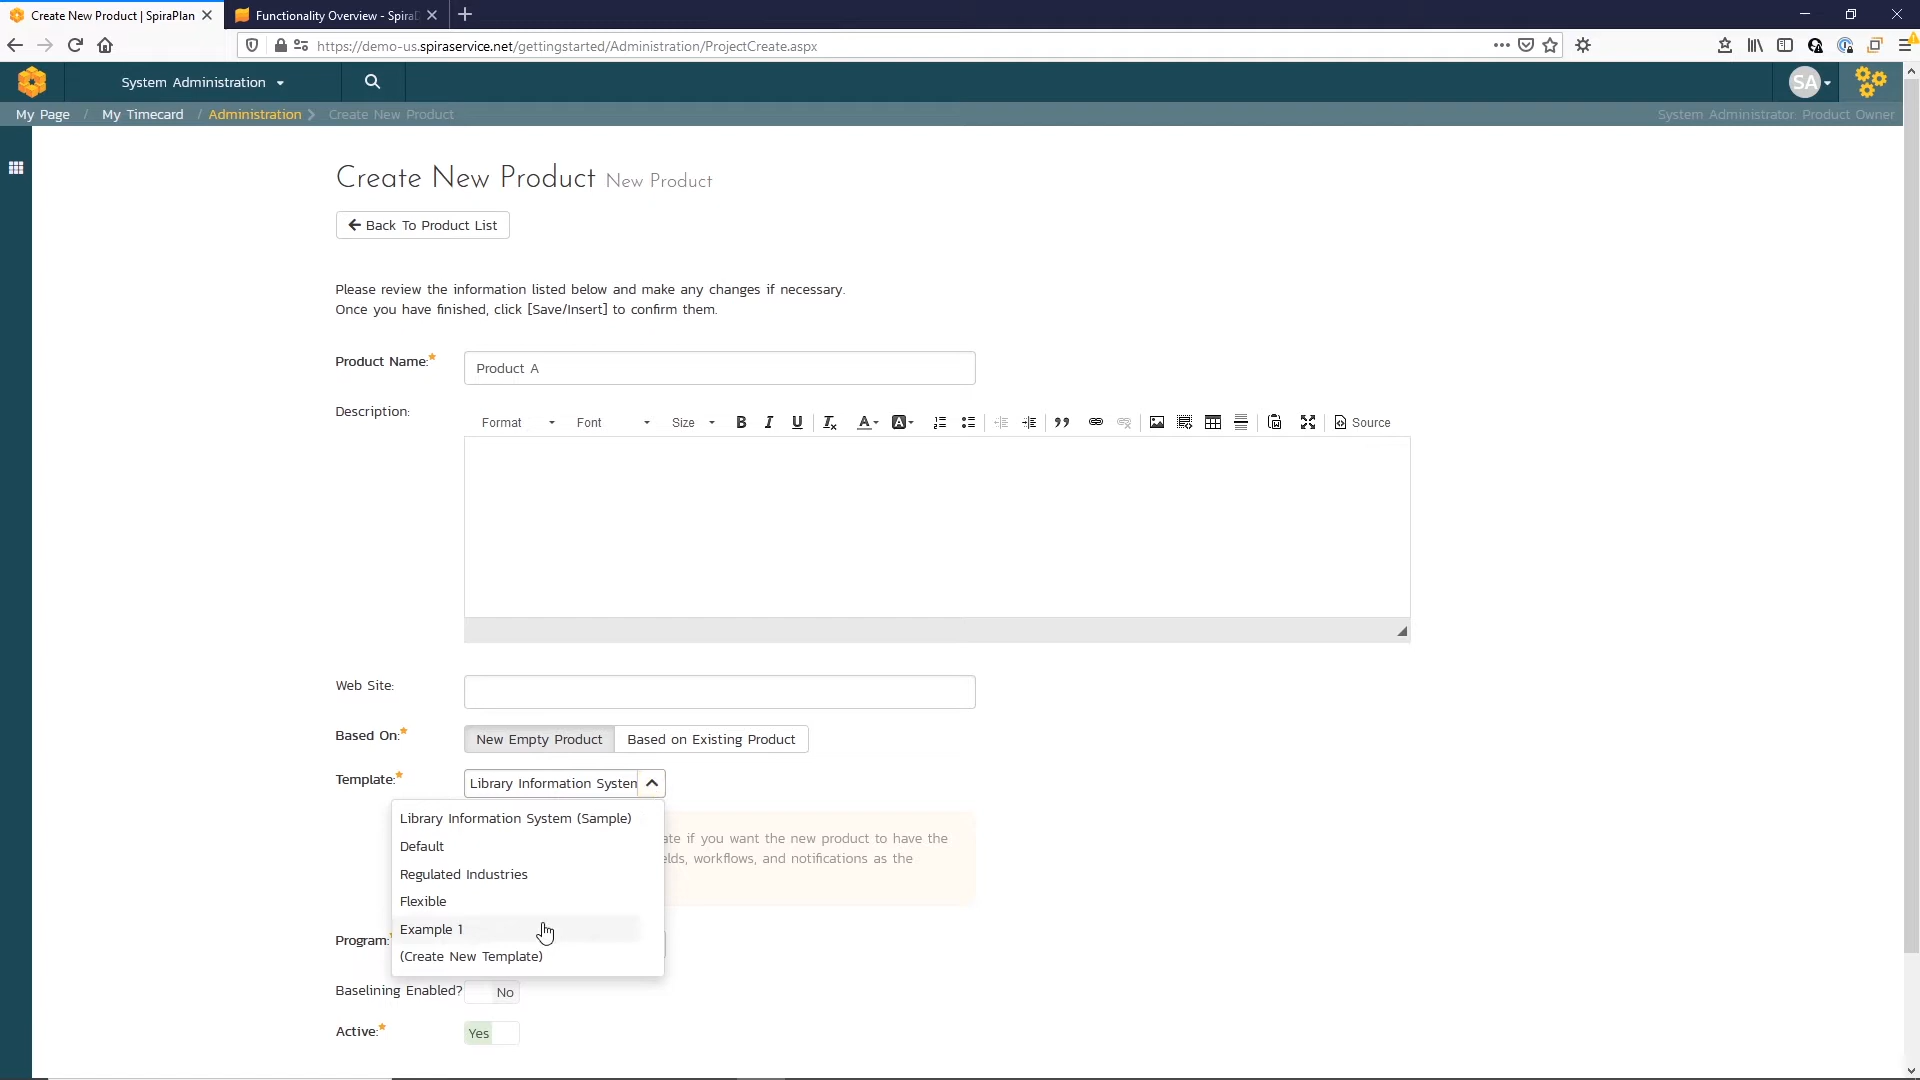 Create New Product | SpiraPlan
Functionality Overview - Spira
https://demo-us.spiraservice.net/gettingstarted/Administration/ProjectCreate.aspx
System Administration
SA
My Page / My Timecard / Administration Create New Product
System Administrator. Product Owner
Create New Product New Product
Back To Product List
Please review the information listed below and make any changes if necessary.
Once you have finished, click [Save/Insert] to confirm them.
Product Name:
Product A
Description:
Format Font Size B I U Source
Web Site:
Based On:
New Empty Product Based on Existing Product
Template:
Library Information System
Library Information System (Sample)
Default
Regulated Industries
Flexible
Example 1
(Create New Template)
if you want the new product to have the
workflows, and notifications as the
Program:
Baselining Enabled? No
Active: Yes